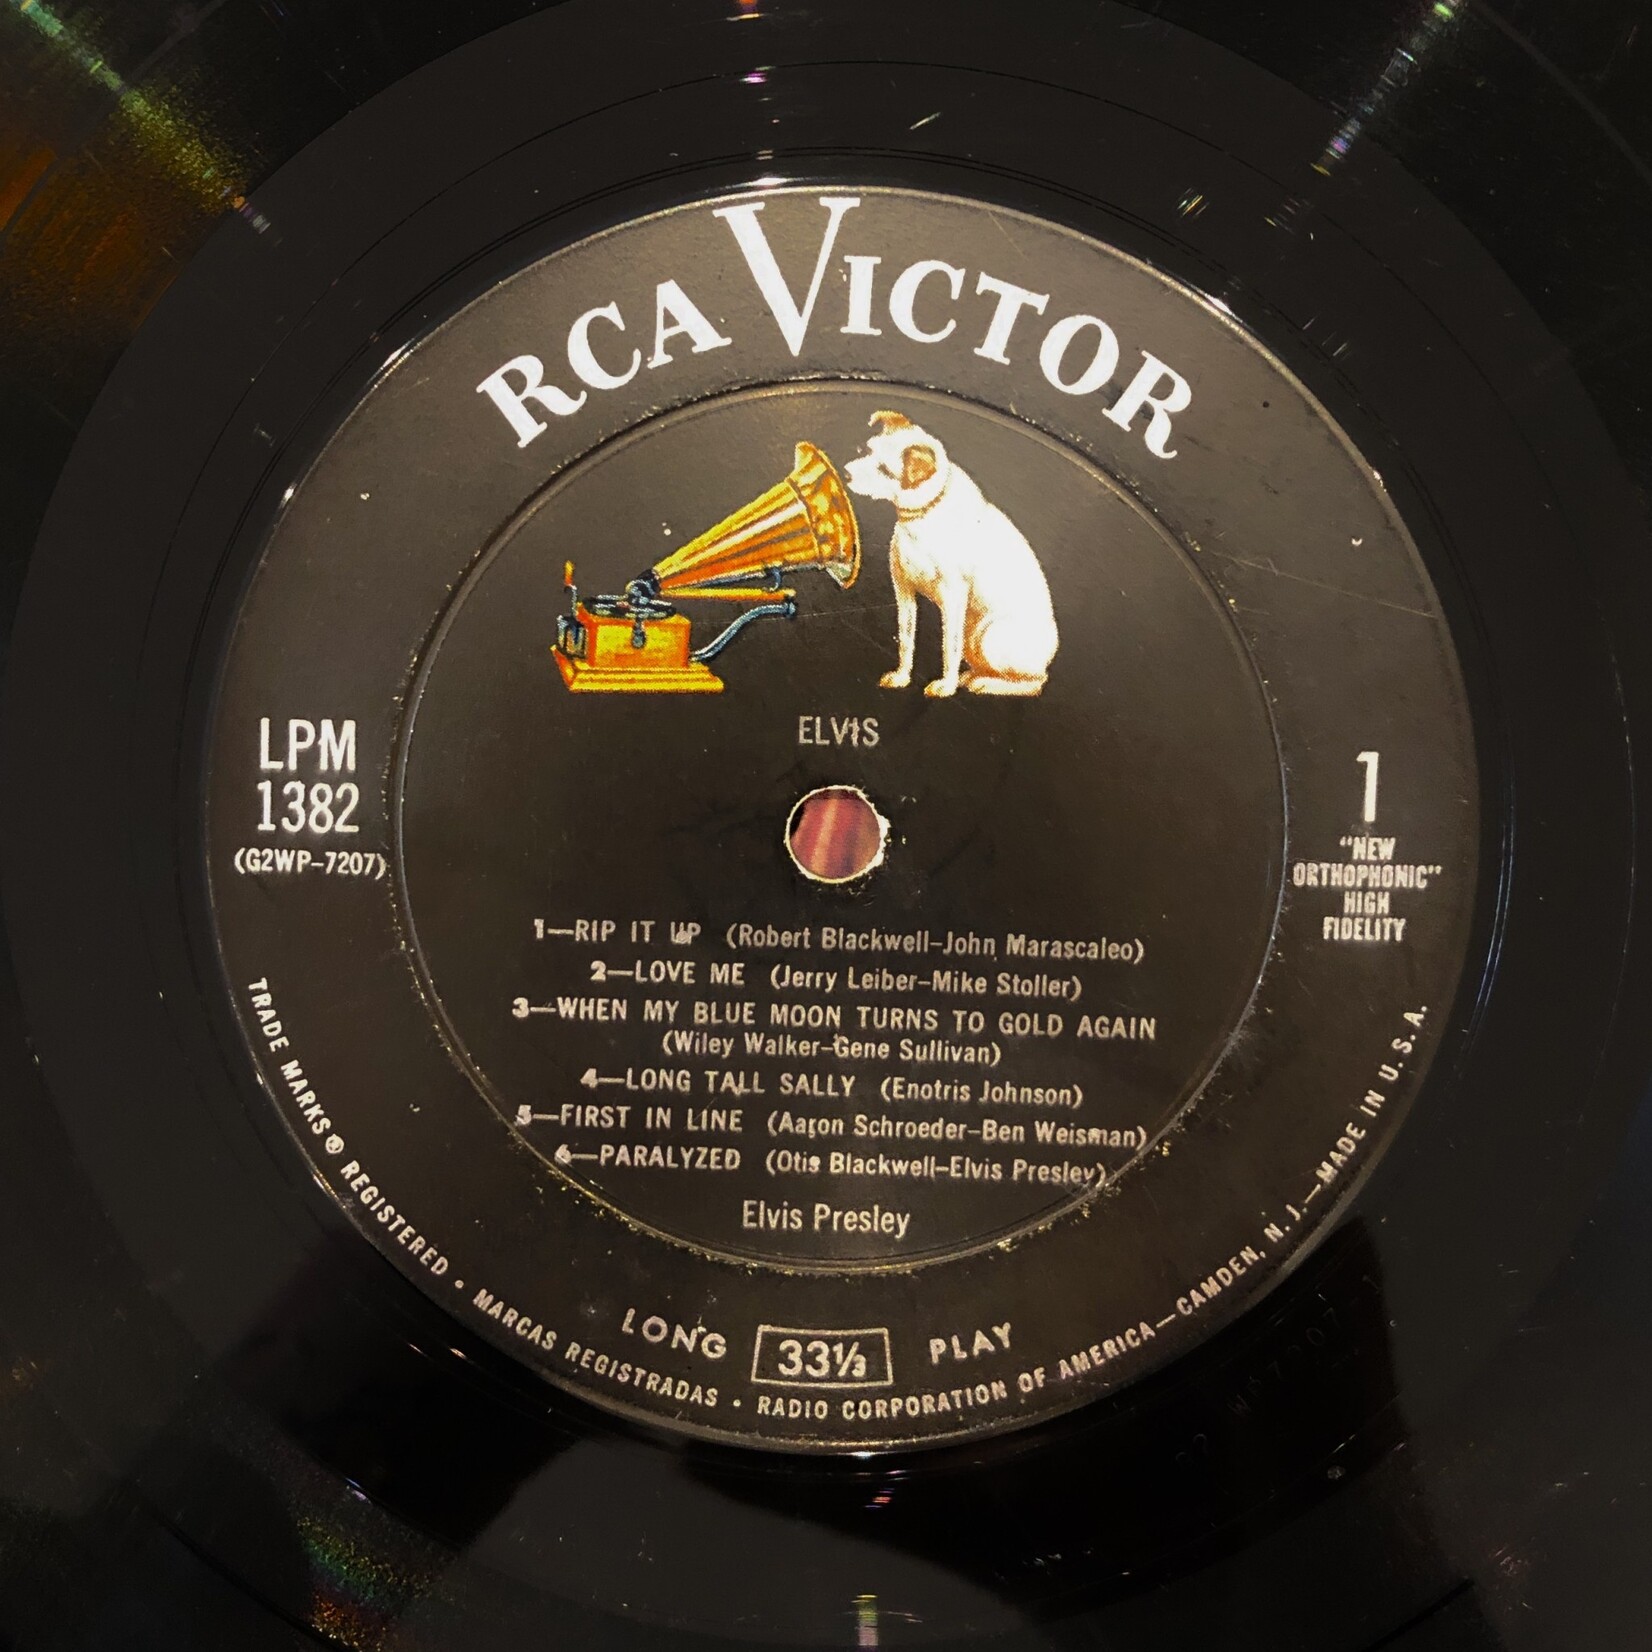 RCA VICTOR
ELVIS
LPM
1382
(G2WP-7207)
1
"NEW
ORTHOPHONIC"
HIGH
FIDELITY
1—RIP IT UP (Robert Blackwell-John Marascaleo)
2—LOVE ME (Jerry Leiber-Mike Stoller)
3—WHEN MY BLUE MOON TURNS TO GOLD AGAIN
(Wiley Walker-Gene Sullivan)
4—LONG TALL SALLY (Enotris Johnson)
5—FIRST IN LINE (Aaron Schroeder-Ben Weisman)
6—PARALYZED (Otis Blackwell-Elvis Presley)
Elvis Presley
LONG 33⅓ PLAY
TRADE MARKS ® REGISTERED • MARCAS REGISTRADAS • RADIO CORPORATION OF AMERICA—CAMDEN, N. J.—MADE IN U. S. A.